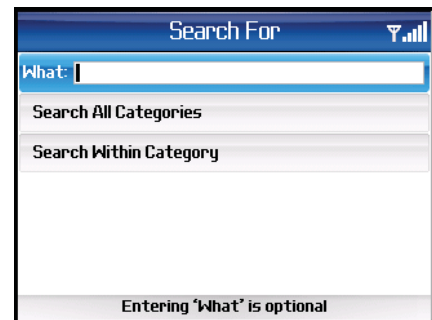 Search For
What:
Search All Categories
Search Within Category
Entering ‘What’ is optional